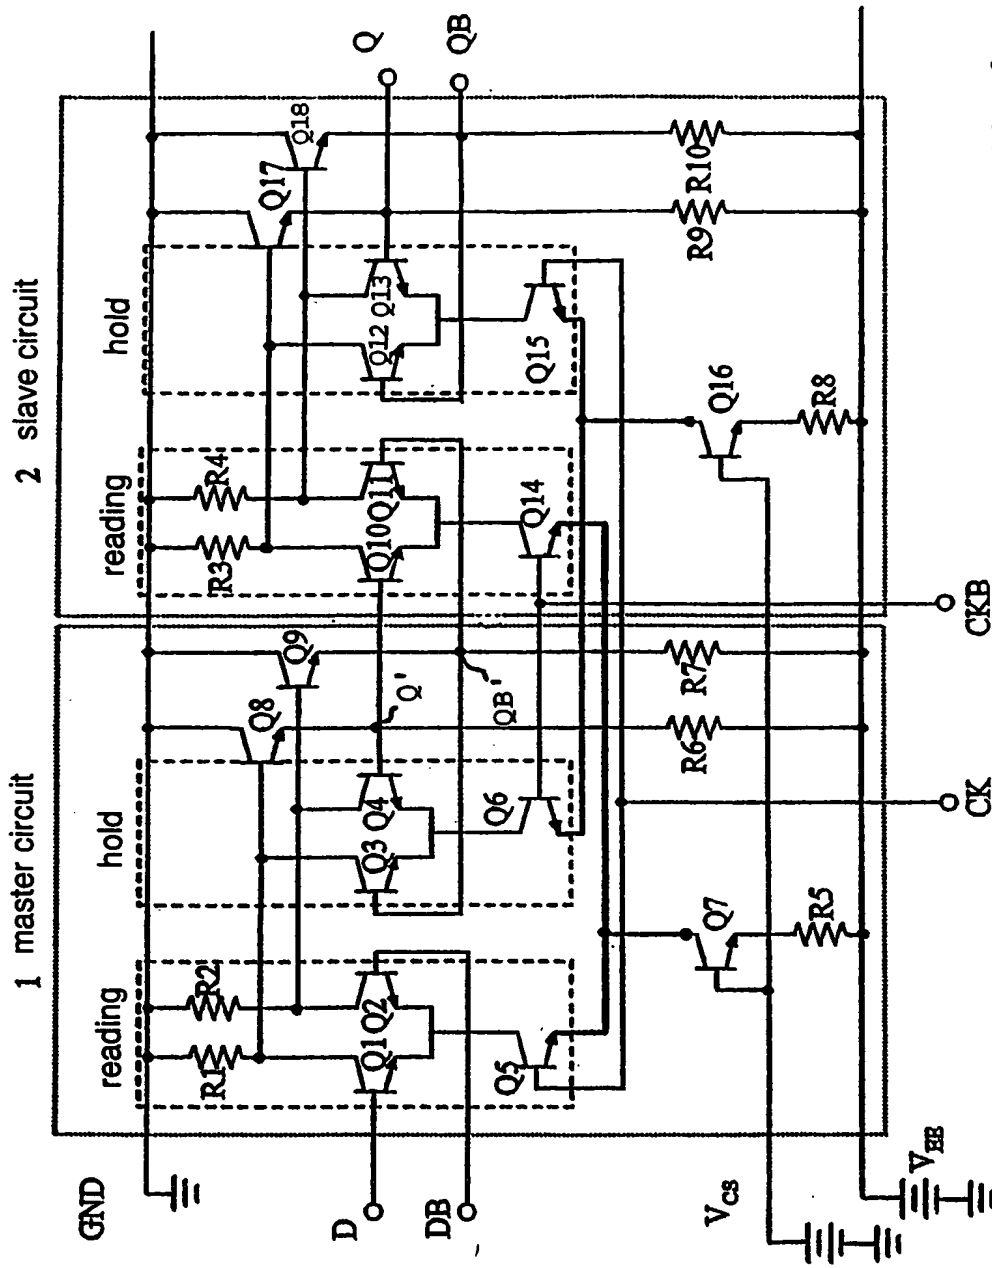 1 master circuit
2 slave circuit
reading
hold
reading
hold
GND
R1
R2
R3
R4
Q8
Q9
Q17
Q18
D
Q1
Q2
Q3
Q4
Q'
Q10
Q11
Q12
Q13
Q
DB
QB'
QB
Q5
Q6
Q14
Q15
R6
R7
R9
R10
VCS
Q7
Q16
R5
R8
VEE
CK
CKB